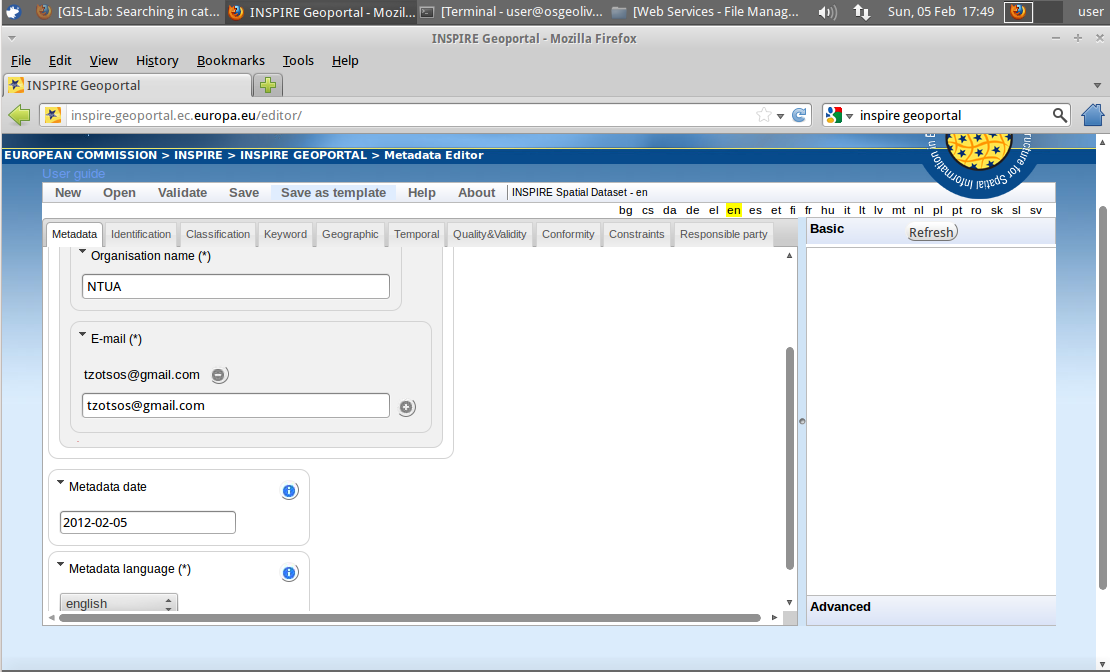 [GIS-Lab: Searching in cat... INSPIRE Geoportal - Mozil... [Terminal - user@osgeoliv... [Web Services - File Manag... Sun, 05 Feb 17:49 user
INSPIRE Geoportal - Mozilla Firefox
File Edit View History Bookmarks Tools Help
INSPIRE Geoportal
inspire-geoportal.ec.europa.eu/editor/ inspire geoportal
EUROPEAN COMMISSION > INSPIRE > INSPIRE GEOPORTAL > Metadata Editor
User guide
New Open Validate Save Save as template Help About INSPIRE Spatial Dataset - en
bg cs da de el en es et fi fr hu it lt lv mt nl pl pt ro sk sl sv
Metadata Identification Classification Keyword Geographic Temporal Quality&Validity Conformity Constraints Responsible party
Basic Refresh
Organisation name (*)
NTUA
E-mail (*)
tzotsos@gmail.com
tzotsos@gmail.com
Metadata date
2012-02-05
Metadata language (*)
english
Advanced